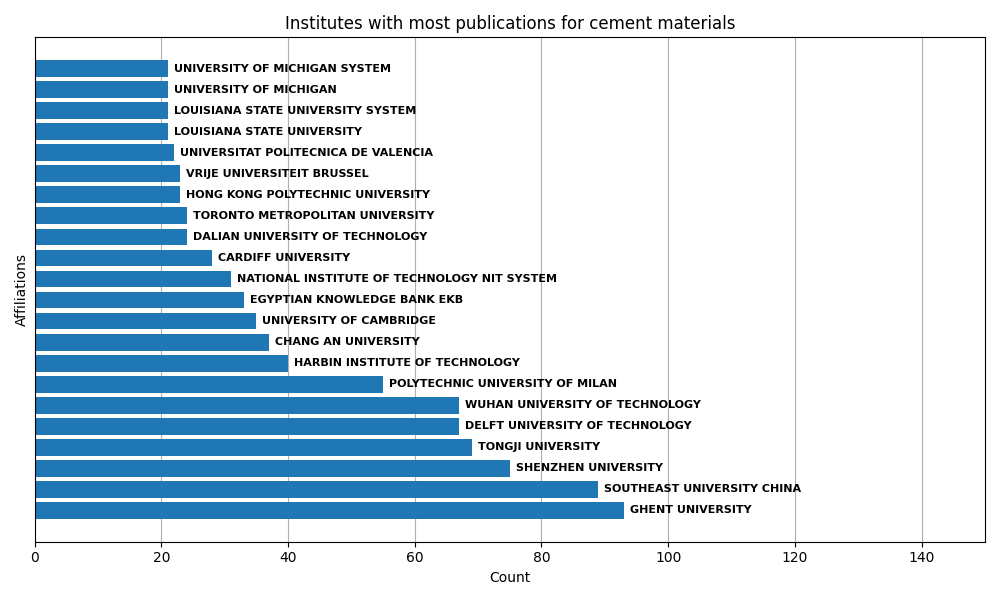 Institutes with most publications for cement materials
UNIVERSITY OF MICHIGAN SYSTEM
UNIVERSITY OF MICHIGAN
LOUISIANA STATE UNIVERSITY SYSTEM
LOUISIANA STATE UNIVERSITY
UNIVERSITAT POLITECNICA DE VALENCIA
VRIJE UNIVERSITEIT BRUSSEL
HONG KONG POLYTECHNIC UNIVERSITY
TORONTO METROPOLITAN UNIVERSITY
DALIAN UNIVERSITY OF TECHNOLOGY
CARDIFF UNIVERSITY
NATIONAL INSTITUTE OF TECHNOLOGY NIT SYSTEM
EGYPTIAN KNOWLEDGE BANK EKB
UNIVERSITY OF CAMBRIDGE
CHANG AN UNIVERSITY
HARBIN INSTITUTE OF TECHNOLOGY
POLYTECHNIC UNIVERSITY OF MILAN
WUHAN UNIVERSITY OF TECHNOLOGY
DELFT UNIVERSITY OF TECHNOLOGY
TONGJI UNIVERSITY
SHENZHEN UNIVERSITY
SOUTHEAST UNIVERSITY CHINA
GHENT UNIVERSITY
Affiliations
0 20 40 60 80 100 120 140
Count